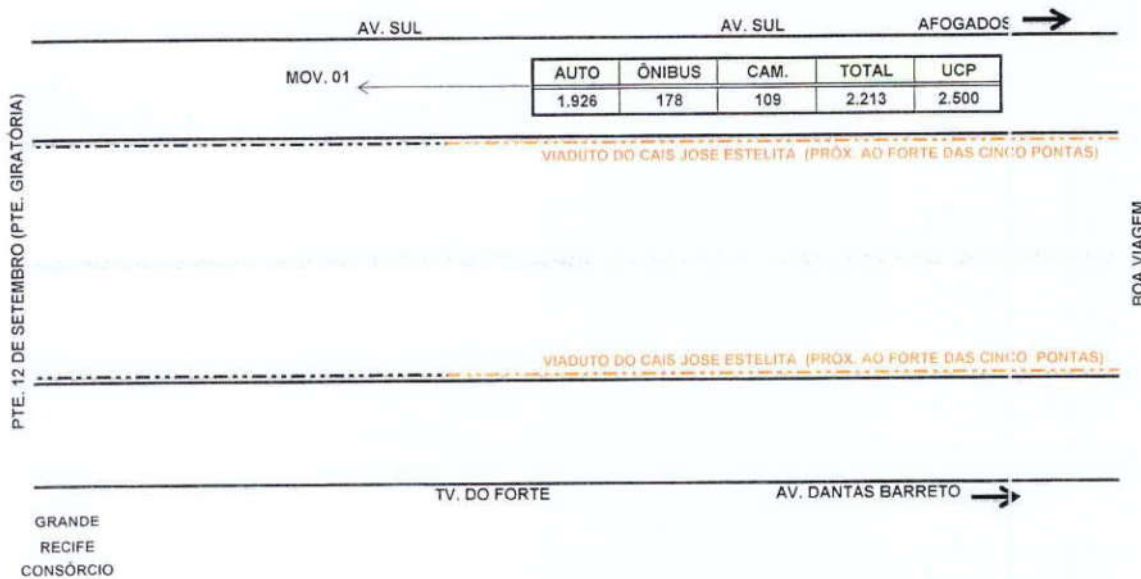 AV. SUL AV. SUL AFOGADOS
MOV. 01
AUTO ÔNIBUS CAM. TOTAL UCP
1.926 178 109 2.213 2.500
VIADUTO DO CAIS JOSE ESTELITA (PRÓX. AO FORTE DAS CINCO PONTAS)
PTE. 12 DE SETEMBRO (PTE. GIRATÓRIA)
BOA VIAGEM
VIADUTO DO CAIS JOSE ESTELITA (PRÓX. AO FORTE DAS CINCO PONTAS)
TV. DO FORTE AV. DANTAS BARRETO
GRANDE
RECIFE
CONSÓRCIO